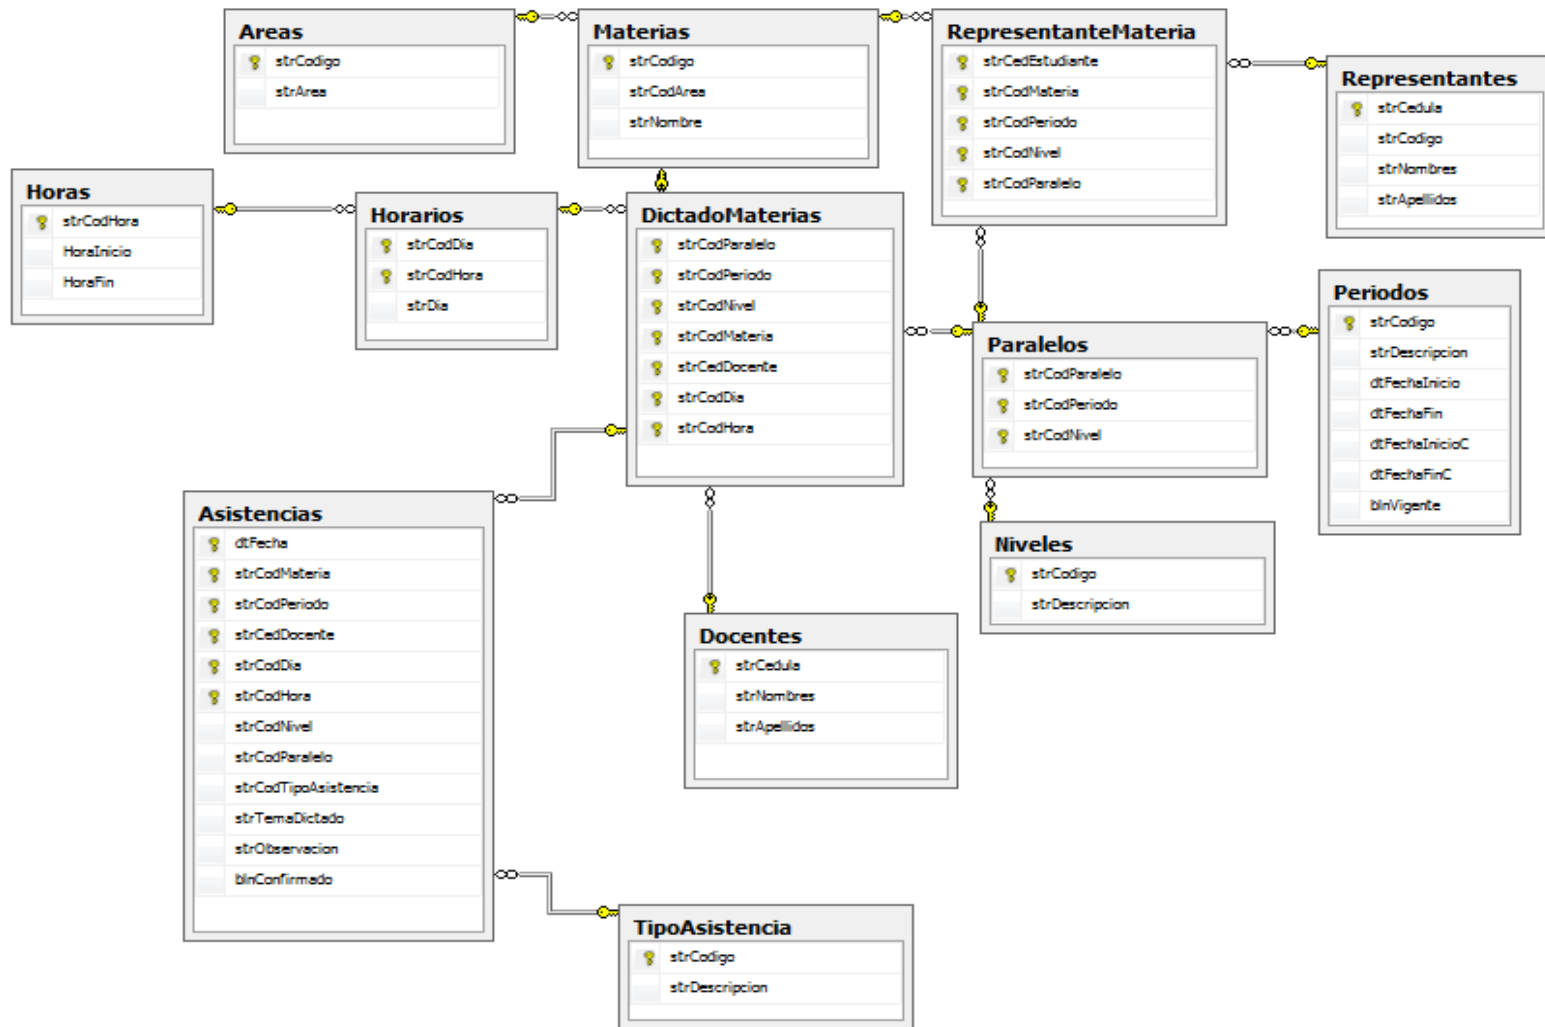 Areas
strCodigo
strArea
Materias
strCodigo
strCodArea
strNombre
RepresentanteMateria
strCedEstudiante
strCodMateria
strCodPeriodo
strCodNivel
strCodParalelo
Representantes
strCedula
strCodigo
strNombres
strApellidos
Horas
strCodHora
HoraInicio
HoraFin
Horarios
strCodDia
strCodHora
strDia
DictadoMaterias
strCodParalelo
strCodPeriodo
strCodNivel
strCodMateria
strCedDocente
strCodDia
strCodHora
Paralelos
strCodParalelo
strCodPeriodo
strCodNivel
Periodos
strCodigo
strDescripcion
dtFechaInicio
dtFechaFin
dtFechaInicioC
dtFechaFinC
blnVigente
Asistencias
dtFecha
strCodMateria
strCodPeriodo
strCedDocente
strCodDia
strCodHora
strCodNivel
strCodParalelo
strCodTipoAsistencia
strTemaDictado
strObservacion
blnConfirmado
Niveles
strCodigo
strDescripcion
Docentes
strCedula
strNombres
strApellidos
TipoAsistencia
strCodigo
strDescripcion